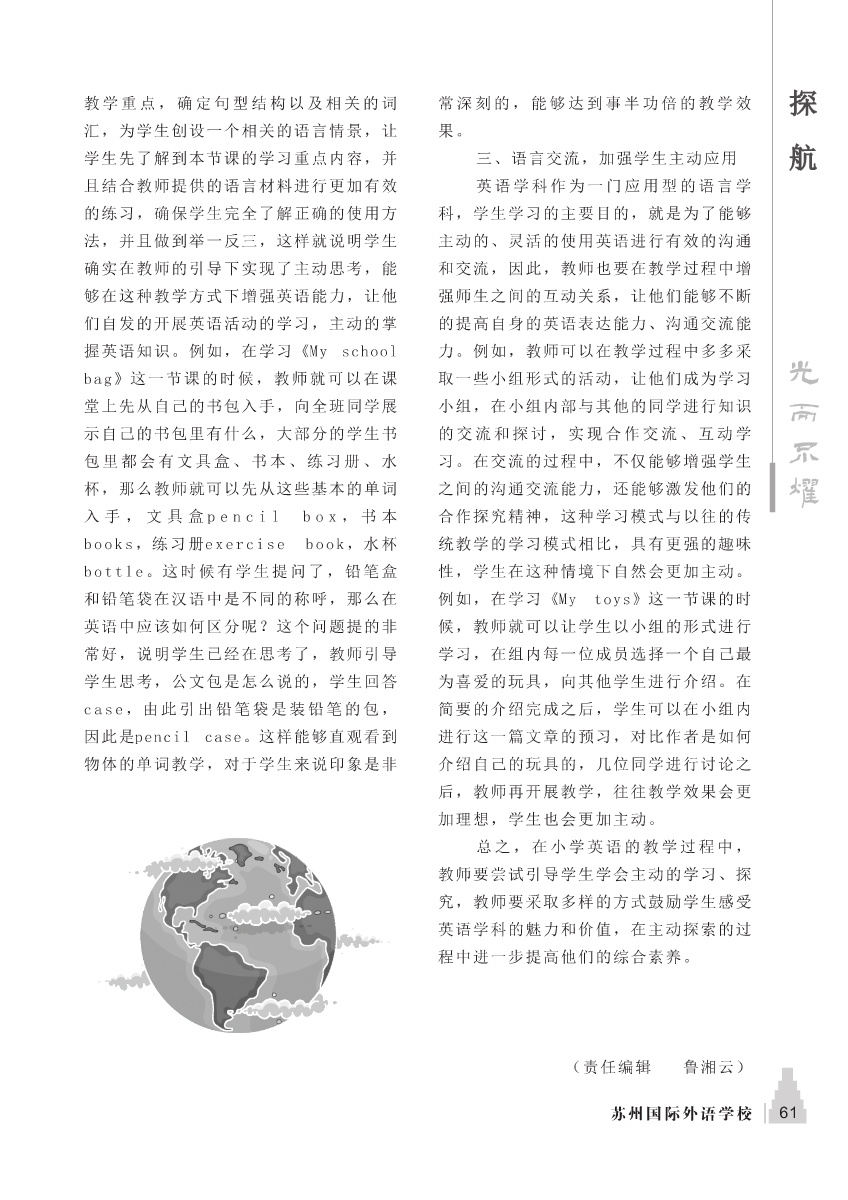 教学重点，确定句型结构以及相关的词
汇，为学生创设一个相关的语言情景，让
学生先了解到本节课的学习重点内容，并
且结合教师提供的语言材料进行更加有效
的练习，确保学生完全了解正确的使用方
法，并且做到举一反三，这样就说明学生
确实在教师的引导下实现了主动思考，能
够在这种教学方式下增强英语能力，让他
们自发的开展英语活动的学习，主动的掌
握英语知识。例如，在学习《My school
bag》这一节课的时候，教师就可以在课
堂上先从自己的书包入手，向全班同学展
示自己的书包里有什么，大部分的学生书
包里都会有文具盒、书本、练习册、水
杯，那么教师就可以先从这些基本的单词
入手，文具盒pencil box，书本
books，练习册exercise book，水杯
bottle。这时候有学生提问了，铅笔盒
和铅笔袋在汉语中是不同的称呼，那么在
英语中应该如何区分呢？这个问题提的非
常好，说明学生已经在思考了，教师引导
学生思考，公文包是怎么说的，学生回答
case，由此引出铅笔袋是装铅笔的包，
因此是pencil case。这样能够直观看到
物体的单词教学，对于学生来说印象是非
常深刻的，能够达到事半功倍的教学效
果。
三、语言交流，加强学生主动应用
英语学科作为一门应用型的语言学
科，学生学习的主要目的，就是为了能够
主动的、灵活的使用英语进行有效的沟通
和交流，因此，教师也要在教学过程中增
强师生之间的互动关系，让他们能够不断
的提高自身的英语表达能力、沟通交流能
力。例如，教师可以在教学过程中多多采
取一些小组形式的活动，让他们成为学习
小组，在小组内部与其他的同学进行知识
的交流和探讨，实现合作交流、互动学
习。在交流的过程中，不仅能够增强学生
之间的沟通交流能力，还能够激发他们的
合作探究精神，这种学习模式与以往的传
统教学的学习模式相比，具有更强的趣味
性，学生在这种情境下自然会更加主动。
例如，在学习《My toys》这一节课的时
候，教师就可以让学生以小组的形式进行
学习，在组内每一位成员选择一个自己最
为喜爱的玩具，向其他学生进行介绍。在
简要的介绍完成之后，学生可以在小组内
进行这一篇文章的预习，对比作者是如何
介绍自己的玩具的，几位同学进行讨论之
后，教师再开展教学，往往教学效果会更
加理想，学生也会更加主动。
总之，在小学英语的教学过程中，
教师要尝试引导学生学会主动的学习、探
究，教师要采取多样的方式鼓励学生感受
英语学科的魅力和价值，在主动探索的过
程中进一步提高他们的综合素养。
（责任编辑 鲁湘云）
探航
光而不耀
苏州国际外语学校 61